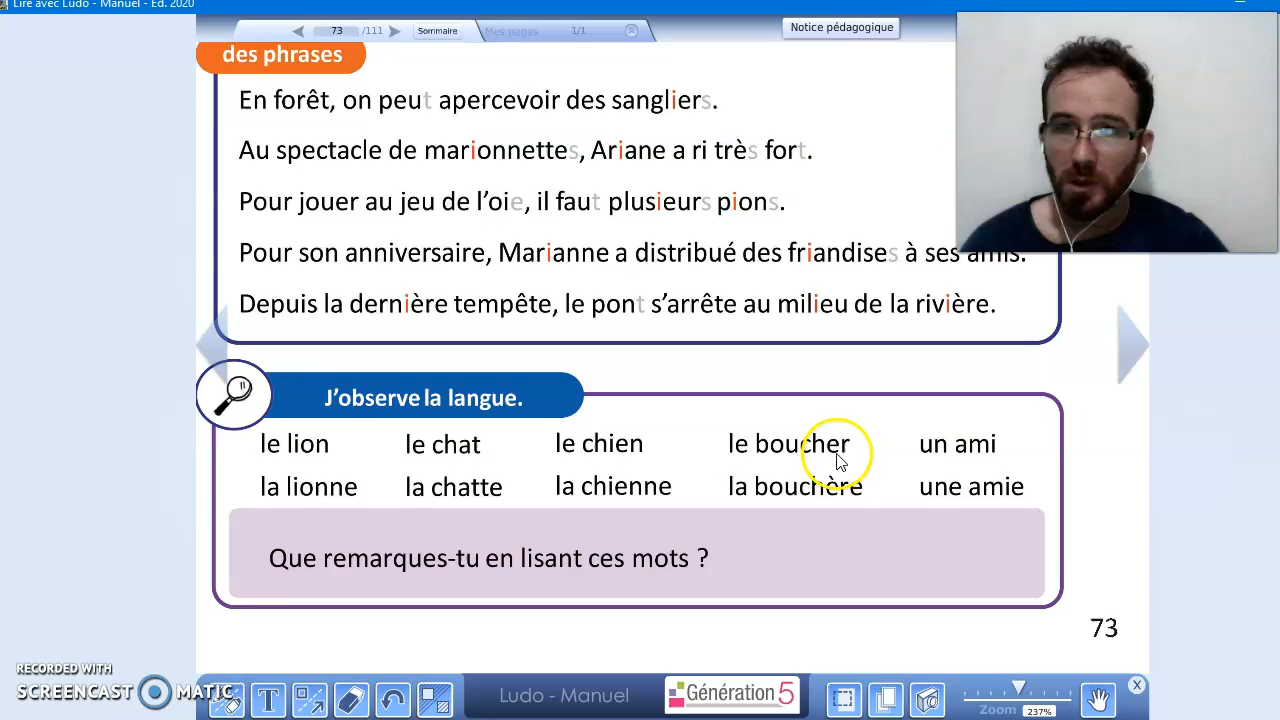 Lire avec Ludo - Manuel - Ed. 2020
73 /111 Sommaire Mes pages 1/1 Notice pédagogique
des phrases
En forêt, on peut apercevoir des sangliers.
Au spectacle de marionnettes, Ariane a ri très fort.
Pour jouer au jeu de l'oie, il faut plusieurs pions.
Pour son anniversaire, Marianne a distribué des friandises à ses amis.
Depuis la dernière tempête, le pont s'arrête au milieu de la rivière.
J'observe la langue.
le lion le chat le chien le boucher un ami
la lionne la chatte la chienne la bouchère une amie
Que remarques-tu en lisant ces mots ?
73
RECORDED WITH
SCREENCAST MATIC
T Ludo - Manuel Génération 5 Zoom 237% X